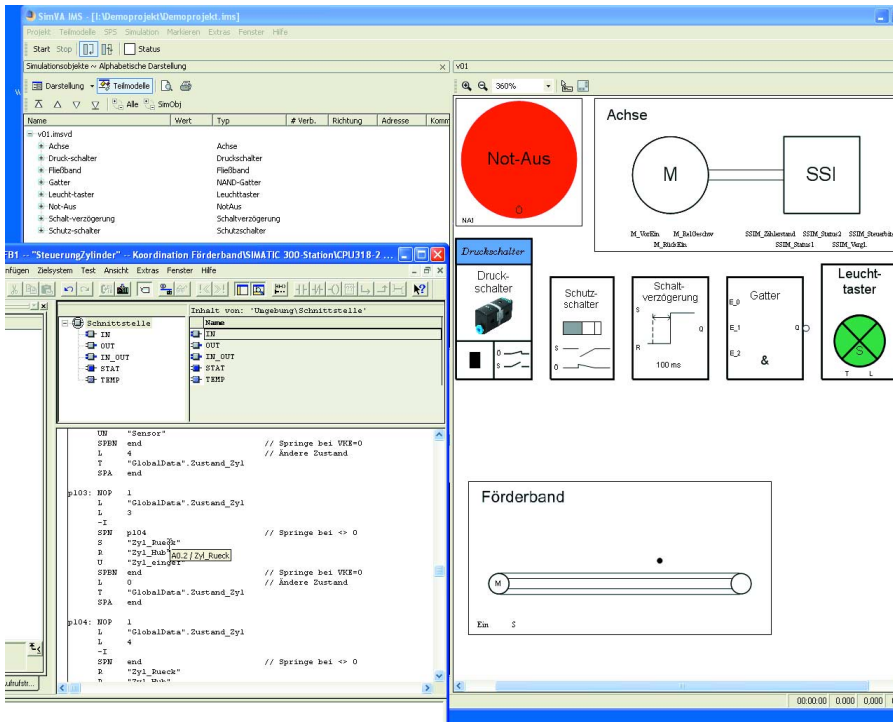 SimVA IMS - [I:\Demoprojekt\Demoprojekt.ims]
Projekt Teilmodelle SPS Simulation Markieren Extras Fenster Hilfe
Start Stop Status
Simulationsobjekte ~ Alphabetische Darstellung
Darstellung Teilmodelle
Alle SimObj
Name Wert Typ # Verb. Richtung Adresse Komm
v01.imsvd
Achse Achse
Druck-schalter Druckschalter
Fließband Fließband
Gatter NAND-Gatter
Leucht-taster Leuchttaster
Not-Aus NotAus
Schalt-verzögerung Schaltverzögerung
Schutz-schalter Schutzschalter
v01
360%
Not-Aus
Ö
NAI
Achse
M
SSI
M_VorEin M_Rel0Geschw
M_RückEin
SSIM_Zählerstand SSIM_Status2 SSIM_Steuerbits
SSIM_Status1 SSIM_Vergl.
Druckschalter
Druck-
schalter
Ö
S
Schutz-
schalter
S
Ö
Schalt-
verzögerung
S
Q
R
100 ms
Gatter
E_0
E_1
Q
E_2
&
Leucht-
taster
S
T L
Förderband
M
Ein S
00:00:00 0.000 0,000
FB1 -- "SteuerungZylinder" -- Koordination Förderband\SIMATIC 300-Station\CPU318-2 ...
nfügen Zielsystem Test Ansicht Extras Fenster Hilfe
Inhalt von: 'Umgebung\Schnittstelle'
Schnittstelle
IN
OUT
IN_OUT
STAT
TEMP
Name
IN
OUT
IN_OUT
STAT
TEMP
UN "Sensor"
SPBN end // Springe bei VKE=0
L 4 // Ändere Zustand
T "GlobalData".Zustand_Zyl
SPA end
p103: NOP 1
L "GlobalData".Zustand_Zyl
L 3
-I
SPN p104 // Springe bei <> 0
S "Zyl_Rueck"
R "Zyl_Hub"
A0.2 / Zyl_Rueck
U "Zyl_einger"
SPBN end // Springe bei VKE=0
L 0 // Ändere Zustand
T "GlobalData".Zustand_Zyl
SPA end
p104: NOP 1
L "GlobalData".Zustand_Zyl
L 4
-I
SPN end // Springe bei <> 0
R "Zyl_Rueck"
R "Zyl_Hub"
ufrufstr...